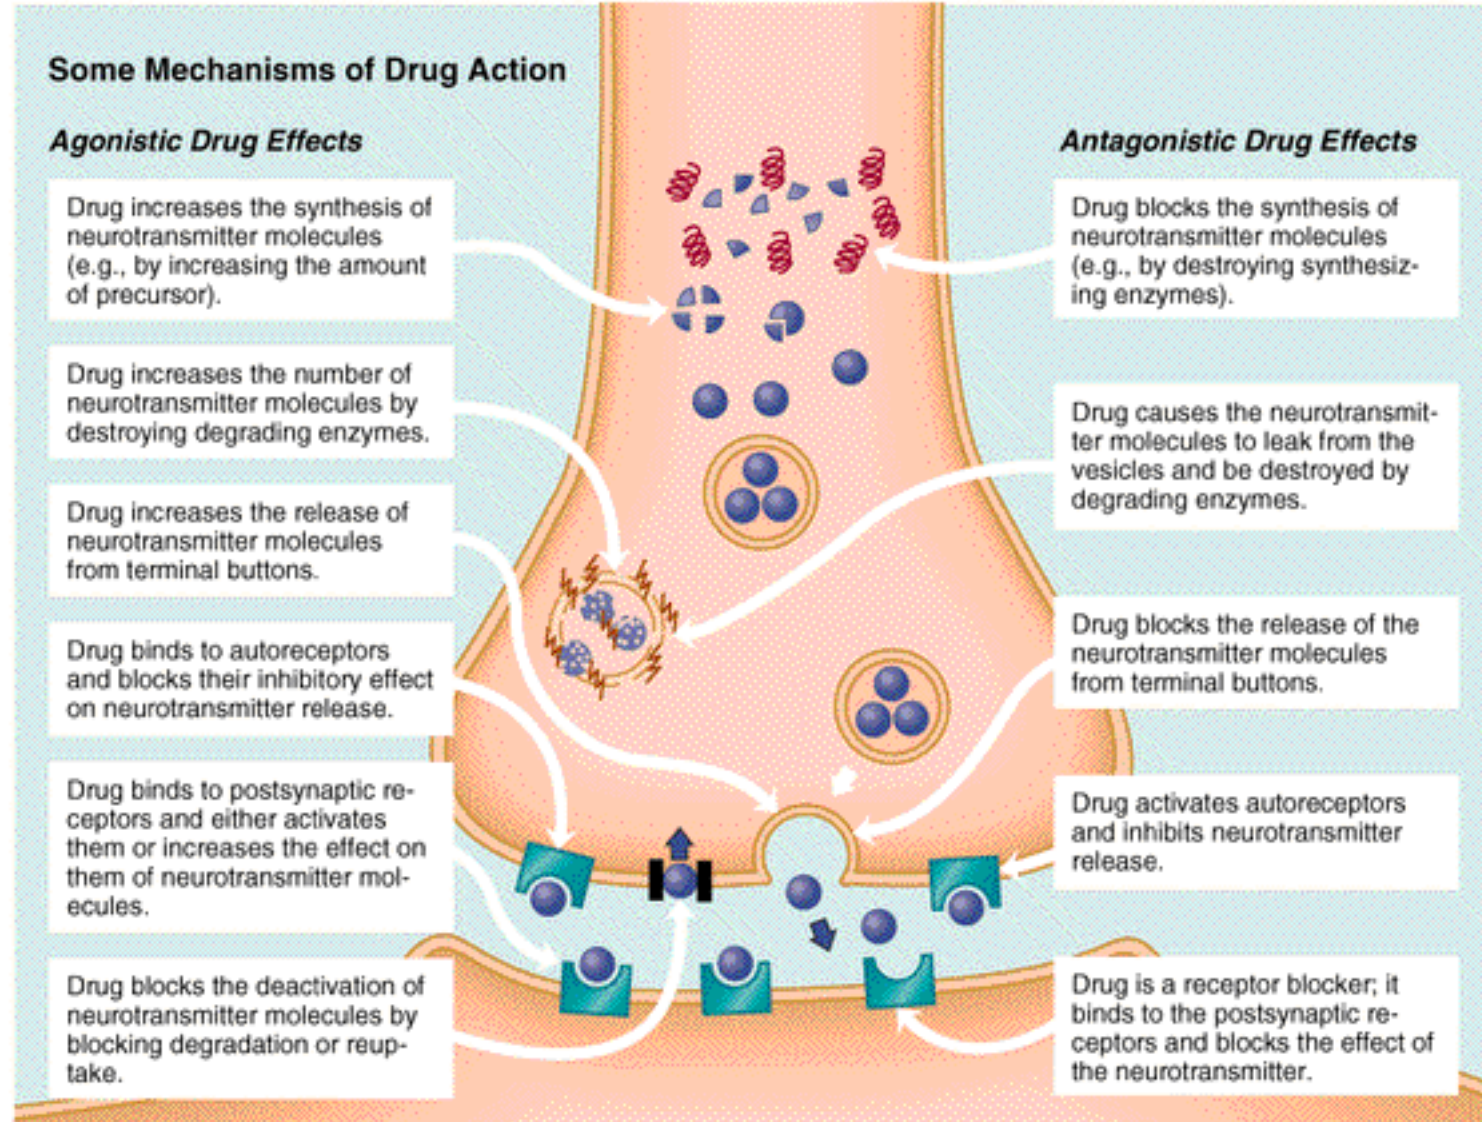 Some Mechanisms of Drug Action
Agonistic Drug Effects
Drug increases the synthesis of
neurotransmitter molecules
(e.g., by increasing the amount
of precursor).
Drug increases the number of
neurotransmitter molecules by
destroying degrading enzymes.
Drug increases the release of
neurotransmitter molecules
from terminal buttons.
Drug binds to autoreceptors
and blocks their inhibitory effect
on neurotransmitter release.
Drug binds to postsynaptic re-
ceptors and either activates
them or increases the effect on
them of neurotransmitter mol-
ecules.
Drug blocks the deactivation of
neurotransmitter molecules by
blocking degradation or reup-
take.
Antagonistic Drug Effects
Drug blocks the synthesis of
neurotransmitter molecules
(e.g., by destroying synthesiz-
ing enzymes).
Drug causes the neurotransmit-
ter molecules to leak from the
vesicles and be destroyed by
degrading enzymes.
Drug blocks the release of the
neurotransmitter molecules
from terminal buttons.
Drug activates autoreceptors
and inhibits neurotransmitter
release.
Drug is a receptor blocker; it
binds to the postsynaptic re-
ceptors and blocks the effect of
the neurotransmitter.